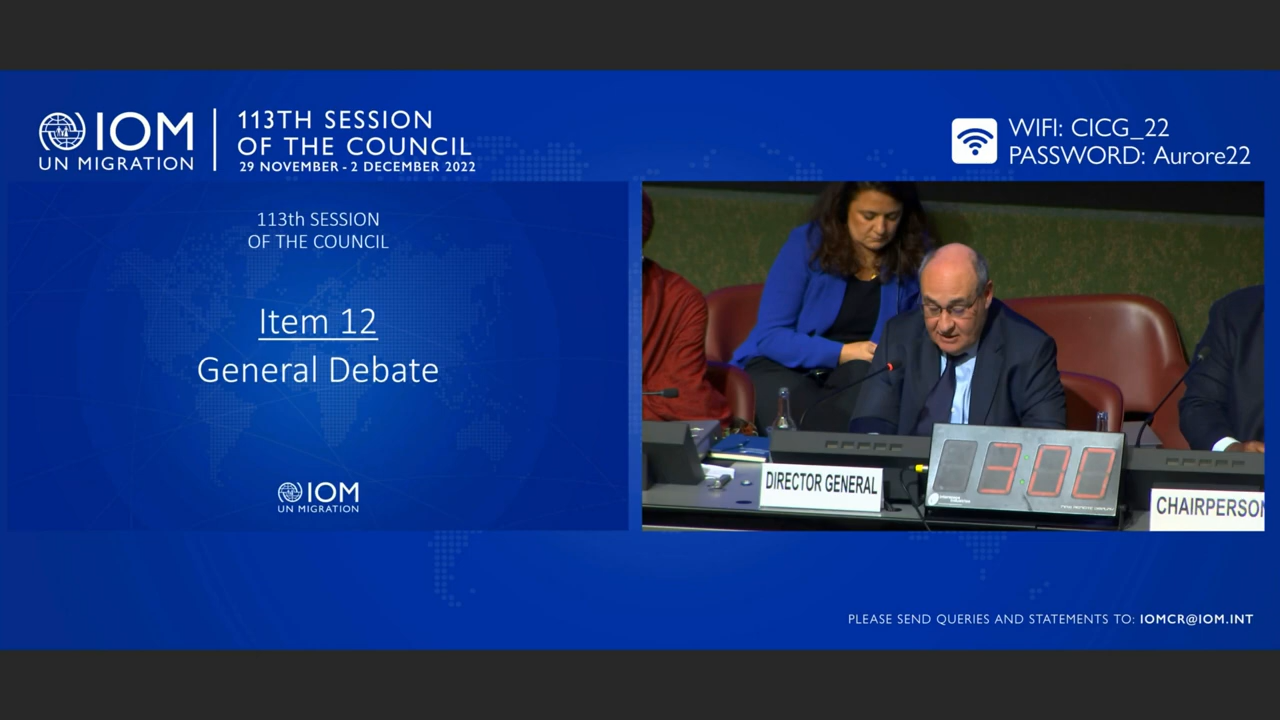 IOM
UN MIGRATION
113TH SESSION
OF THE COUNCIL
29 NOVEMBER - 2 DECEMBER 2022
WIFI: CICG_22
PASSWORD: Aurore22
113th SESSION
OF THE COUNCIL
Item 12
General Debate
IOM
UN MIGRATION
DIRECTOR GENERAL
3:00
CHAIRPERSON
PLEASE SEND QUERIES AND STATEMENTS TO: IOMCR@IOM.INT